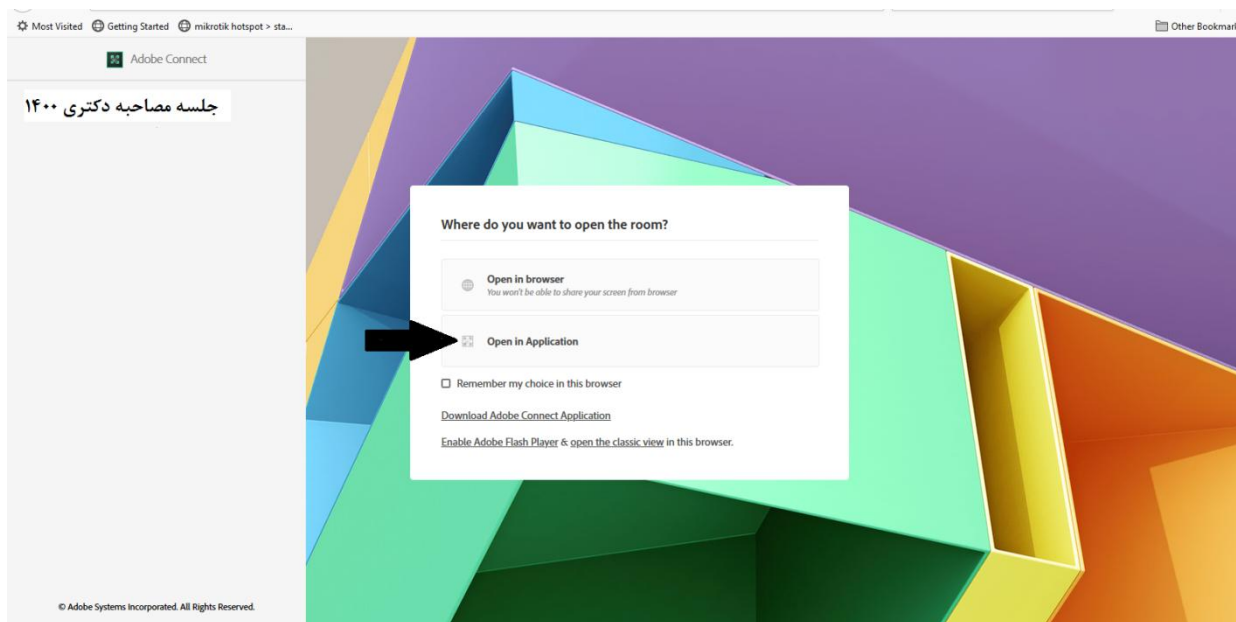 Most Visited Getting Started mikrotik hotspot > sta... Other Bookmark
Adobe Connect
جلسه مصاحبه دکتری ۱۴۰۰
Where do you want to open the room?
Open in browser
You won't be able to share your screen from browser
Open in Application
Remember my choice in this browser
Download Adobe Connect Application
Enable Adobe Flash Player & open the classic view in this browser.
© Adobe Systems Incorporated. All Rights Reserved.